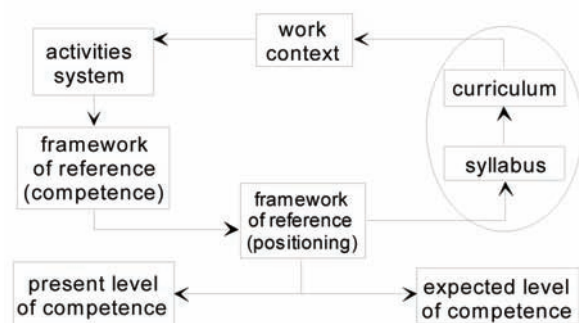 work
context
activities
system
curriculum
framework
of reference
(competence)
syllabus
framework
of reference
(positioning)
present level
of competence
expected level
of competence